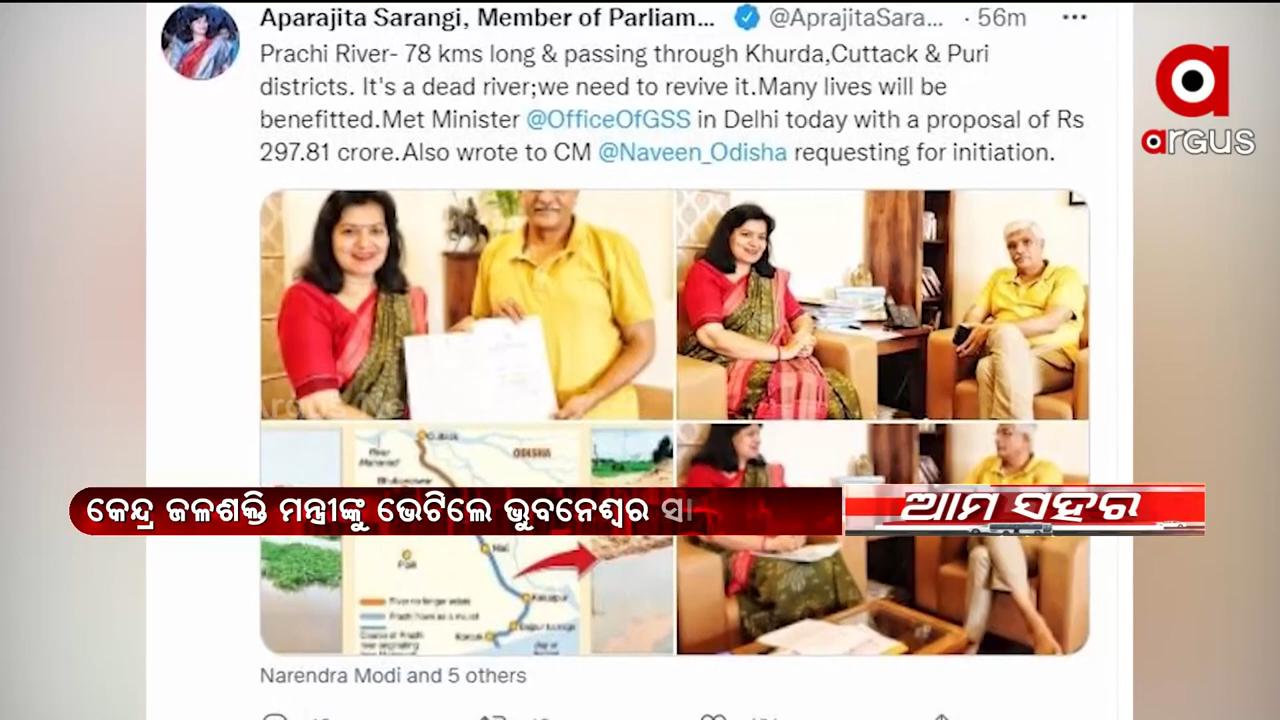 Aparajita Sarangi, Member of Parliam... @AprajitaSara... · 56m
Prachi River- 78 kms long & passing through Khurda,Cuttack & Puri
districts. It's a dead river;we need to revive it.Many lives will be
benefitted.Met Minister @OfficeOfGSS in Delhi today with a proposal of Rs
297.81 crore.Also wrote to CM @Naveen_Odisha requesting for initiation.
argus
ODISHA
River
କେନ୍ଦ୍ର ଜଳଶକ୍ତି ମନ୍ତ୍ରୀଙ୍କୁ ଭେଟିଲେ ଭୁବନେଶ୍ୱର ସା
ଆମ ସହର
Narendra Modi and 5 others